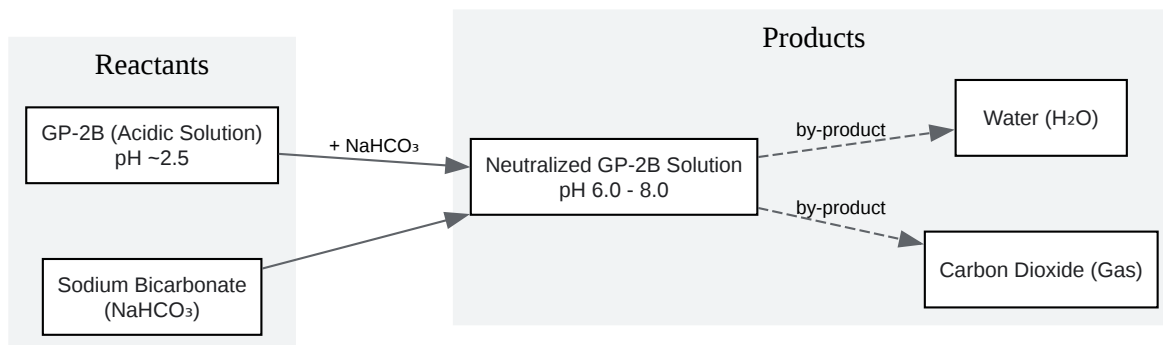 Reactants
GP-2B (Acidic Solution)
pH ~2.5
Sodium Bicarbonate
(NaHCO₃)
+ NaHCO₃
Products
Neutralized GP-2B Solution
pH 6.0 - 8.0
by-product
Water (H₂O)
by-product
Carbon Dioxide (Gas)